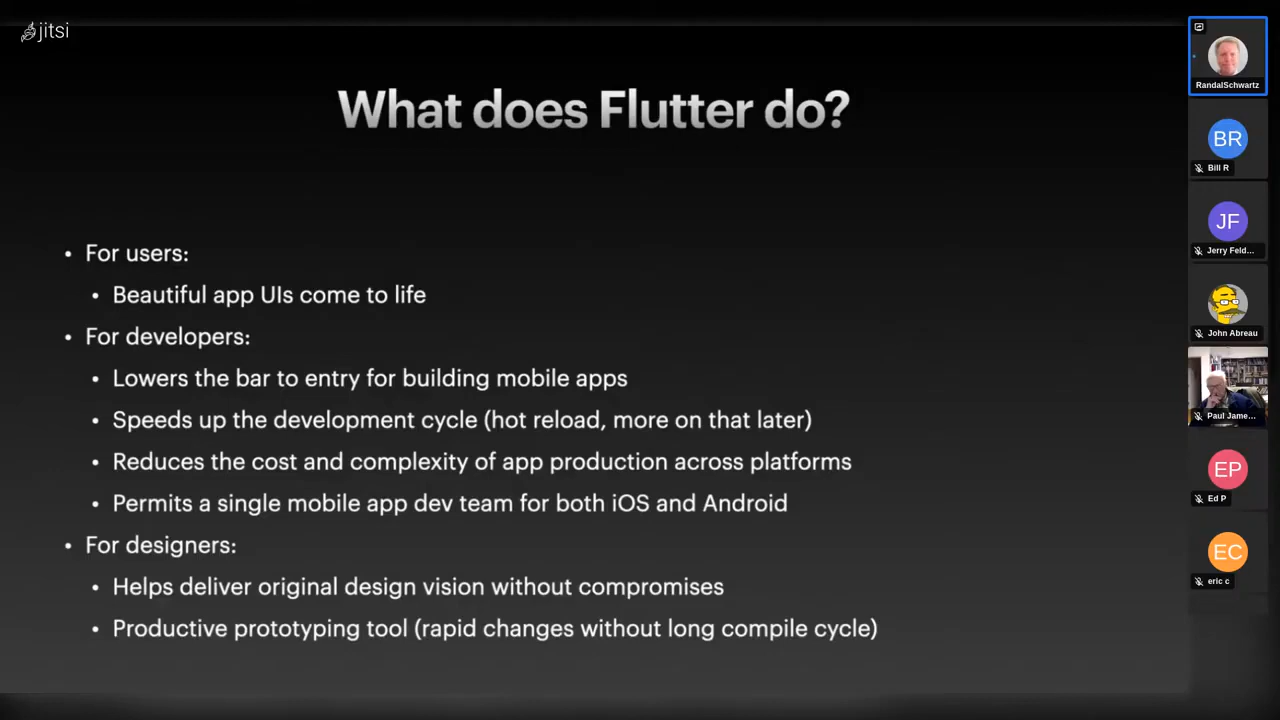 jitsi
What does Flutter do?
• For users:
• Beautiful app UIs come to life
• For developers:
• Lowers the bar to entry for building mobile apps
• Speeds up the development cycle (hot reload, more on that later)
• Reduces the cost and complexity of app production across platforms
• Permits a single mobile app dev team for both iOS and Android
• For designers:
• Helps deliver original design vision without compromises
• Productive prototyping tool (rapid changes without long compile cycle)
RandalSchwartz
BR
Bill R
JF
Jerry Feld...
John Abreau
Paul Jame...
EP
Ed P
EC
eric c